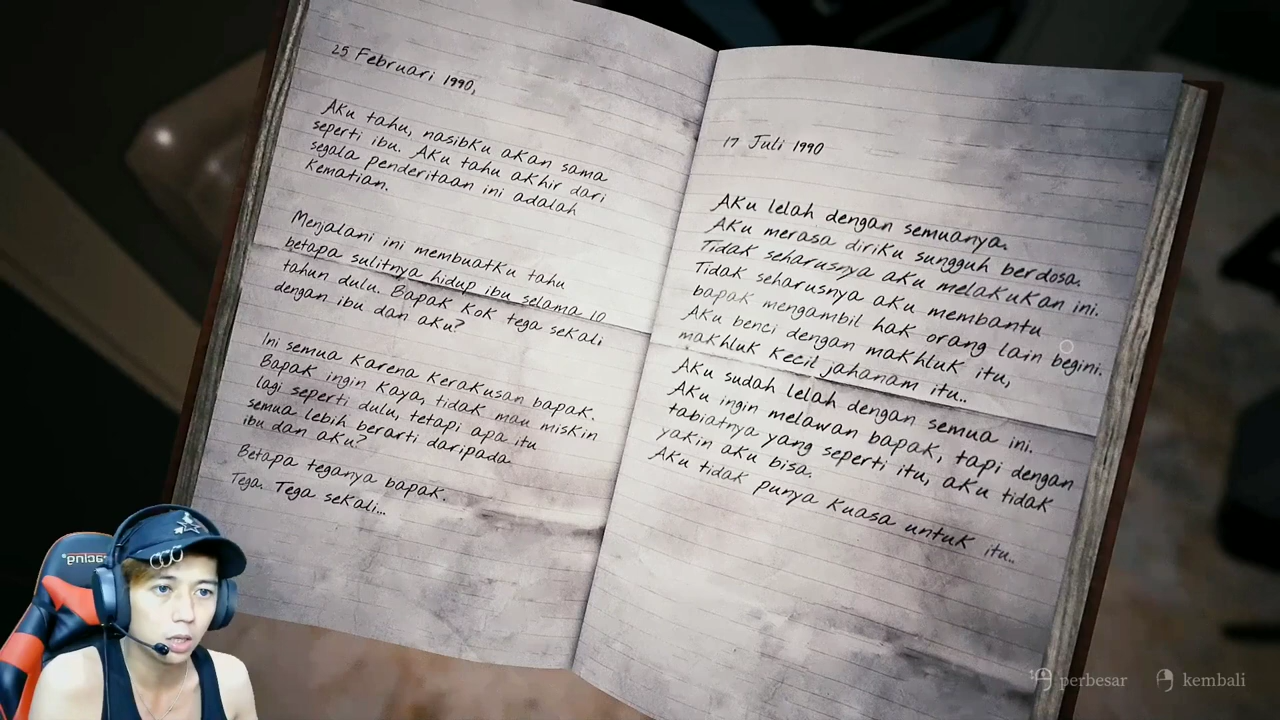 25 Februari 1990,
Aku tahu, nasibku akan sama
seperti ibu. Aku tahu akhir dari
segala penderitaan ini adalah
kematian.
Menjalani ini membuatku tahu
betapa sulitnya hidup ibu selama 10
tahun dulu. Bapak kok tega sekali
dengan ibu dan aku?
Ini semua karena kerakusan bapak.
Bapak ingin kaya, tidak mau miskin
lagi seperti dulu, tetapi apa itu
semua lebih berarti daripada
ibu dan aku?
Betapa teganya bapak.
Tega. Tega sekali...
17 Juli 1990
Aku lelah dengan semuanya.
Aku merasa diriku sungguh berdosa.
Tidak seharusnya aku melakukan ini.
Tidak seharusnya aku membantu
bapak mengambil hak orang lain begini.
Aku benci dengan makhluk itu,
makhluk kecil jahanam itu..
Aku sudah lelah dengan semua ini.
Aku ingin melawan bapak, tapi dengan
tabiatnya yang seperti itu, aku tidak
yakin aku bisa.
Aku tidak punya kuasa untuk itu..
racing
perbesar
kembali